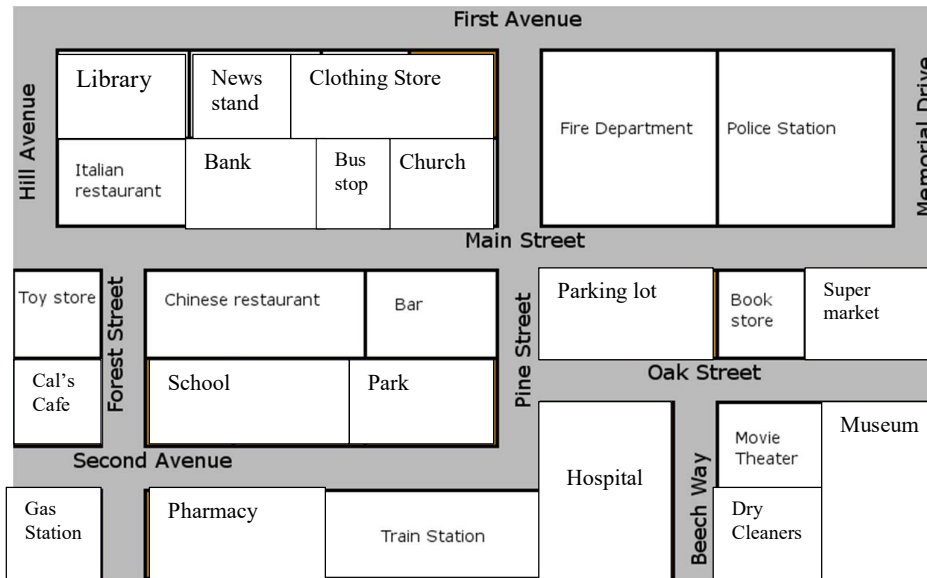 First Avenue
Hill Avenue
Library
News
stand
Clothing Store
Fire Department
Police Station
Memorial Drive
Italian
restaurant
Bank
Bus
stop
Church
Main Street
Toy store
Forest Street
Chinese restaurant
Bar
Pine Street
Parking lot
Book
store
Super
market
Cal's
Cafe
School
Park
Oak Street
Second Avenue
Hospital
Beech Way
Movie
Theater
Museum
Gas
Station
Pharmacy
Train Station
Dry
Cleaners